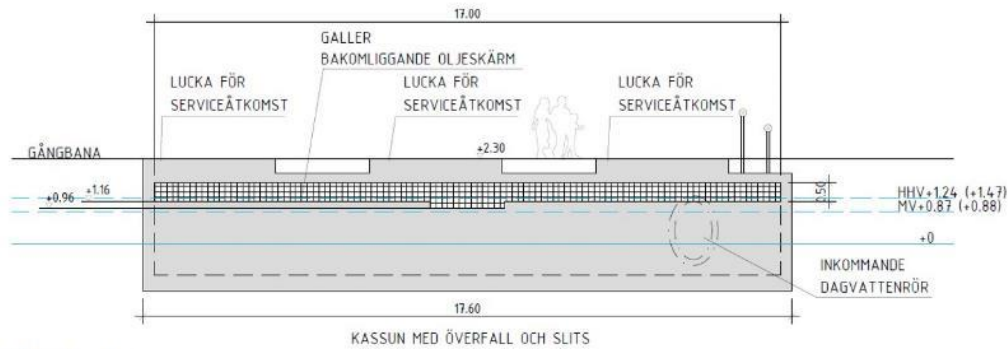 17.00
GALLER
BAKOMLIGGANDE OLJESKÄRM
LUCKA FÖR
SERVICEÅTKOMST
LUCKA FÖR
SERVICEÅTKOMST
LUCKA FÖR
SERVICEÅTKOMST
GÅNGBANA
+2.30
+0.96
+1.16
0.50
HHV+1.24 (+1.47)
MV+0.87 (+0.88)
+0
INKOMMANDE
DAGVATTENRÖR
17.60
KASSUN MED ÖVERFALL OCH SLITS